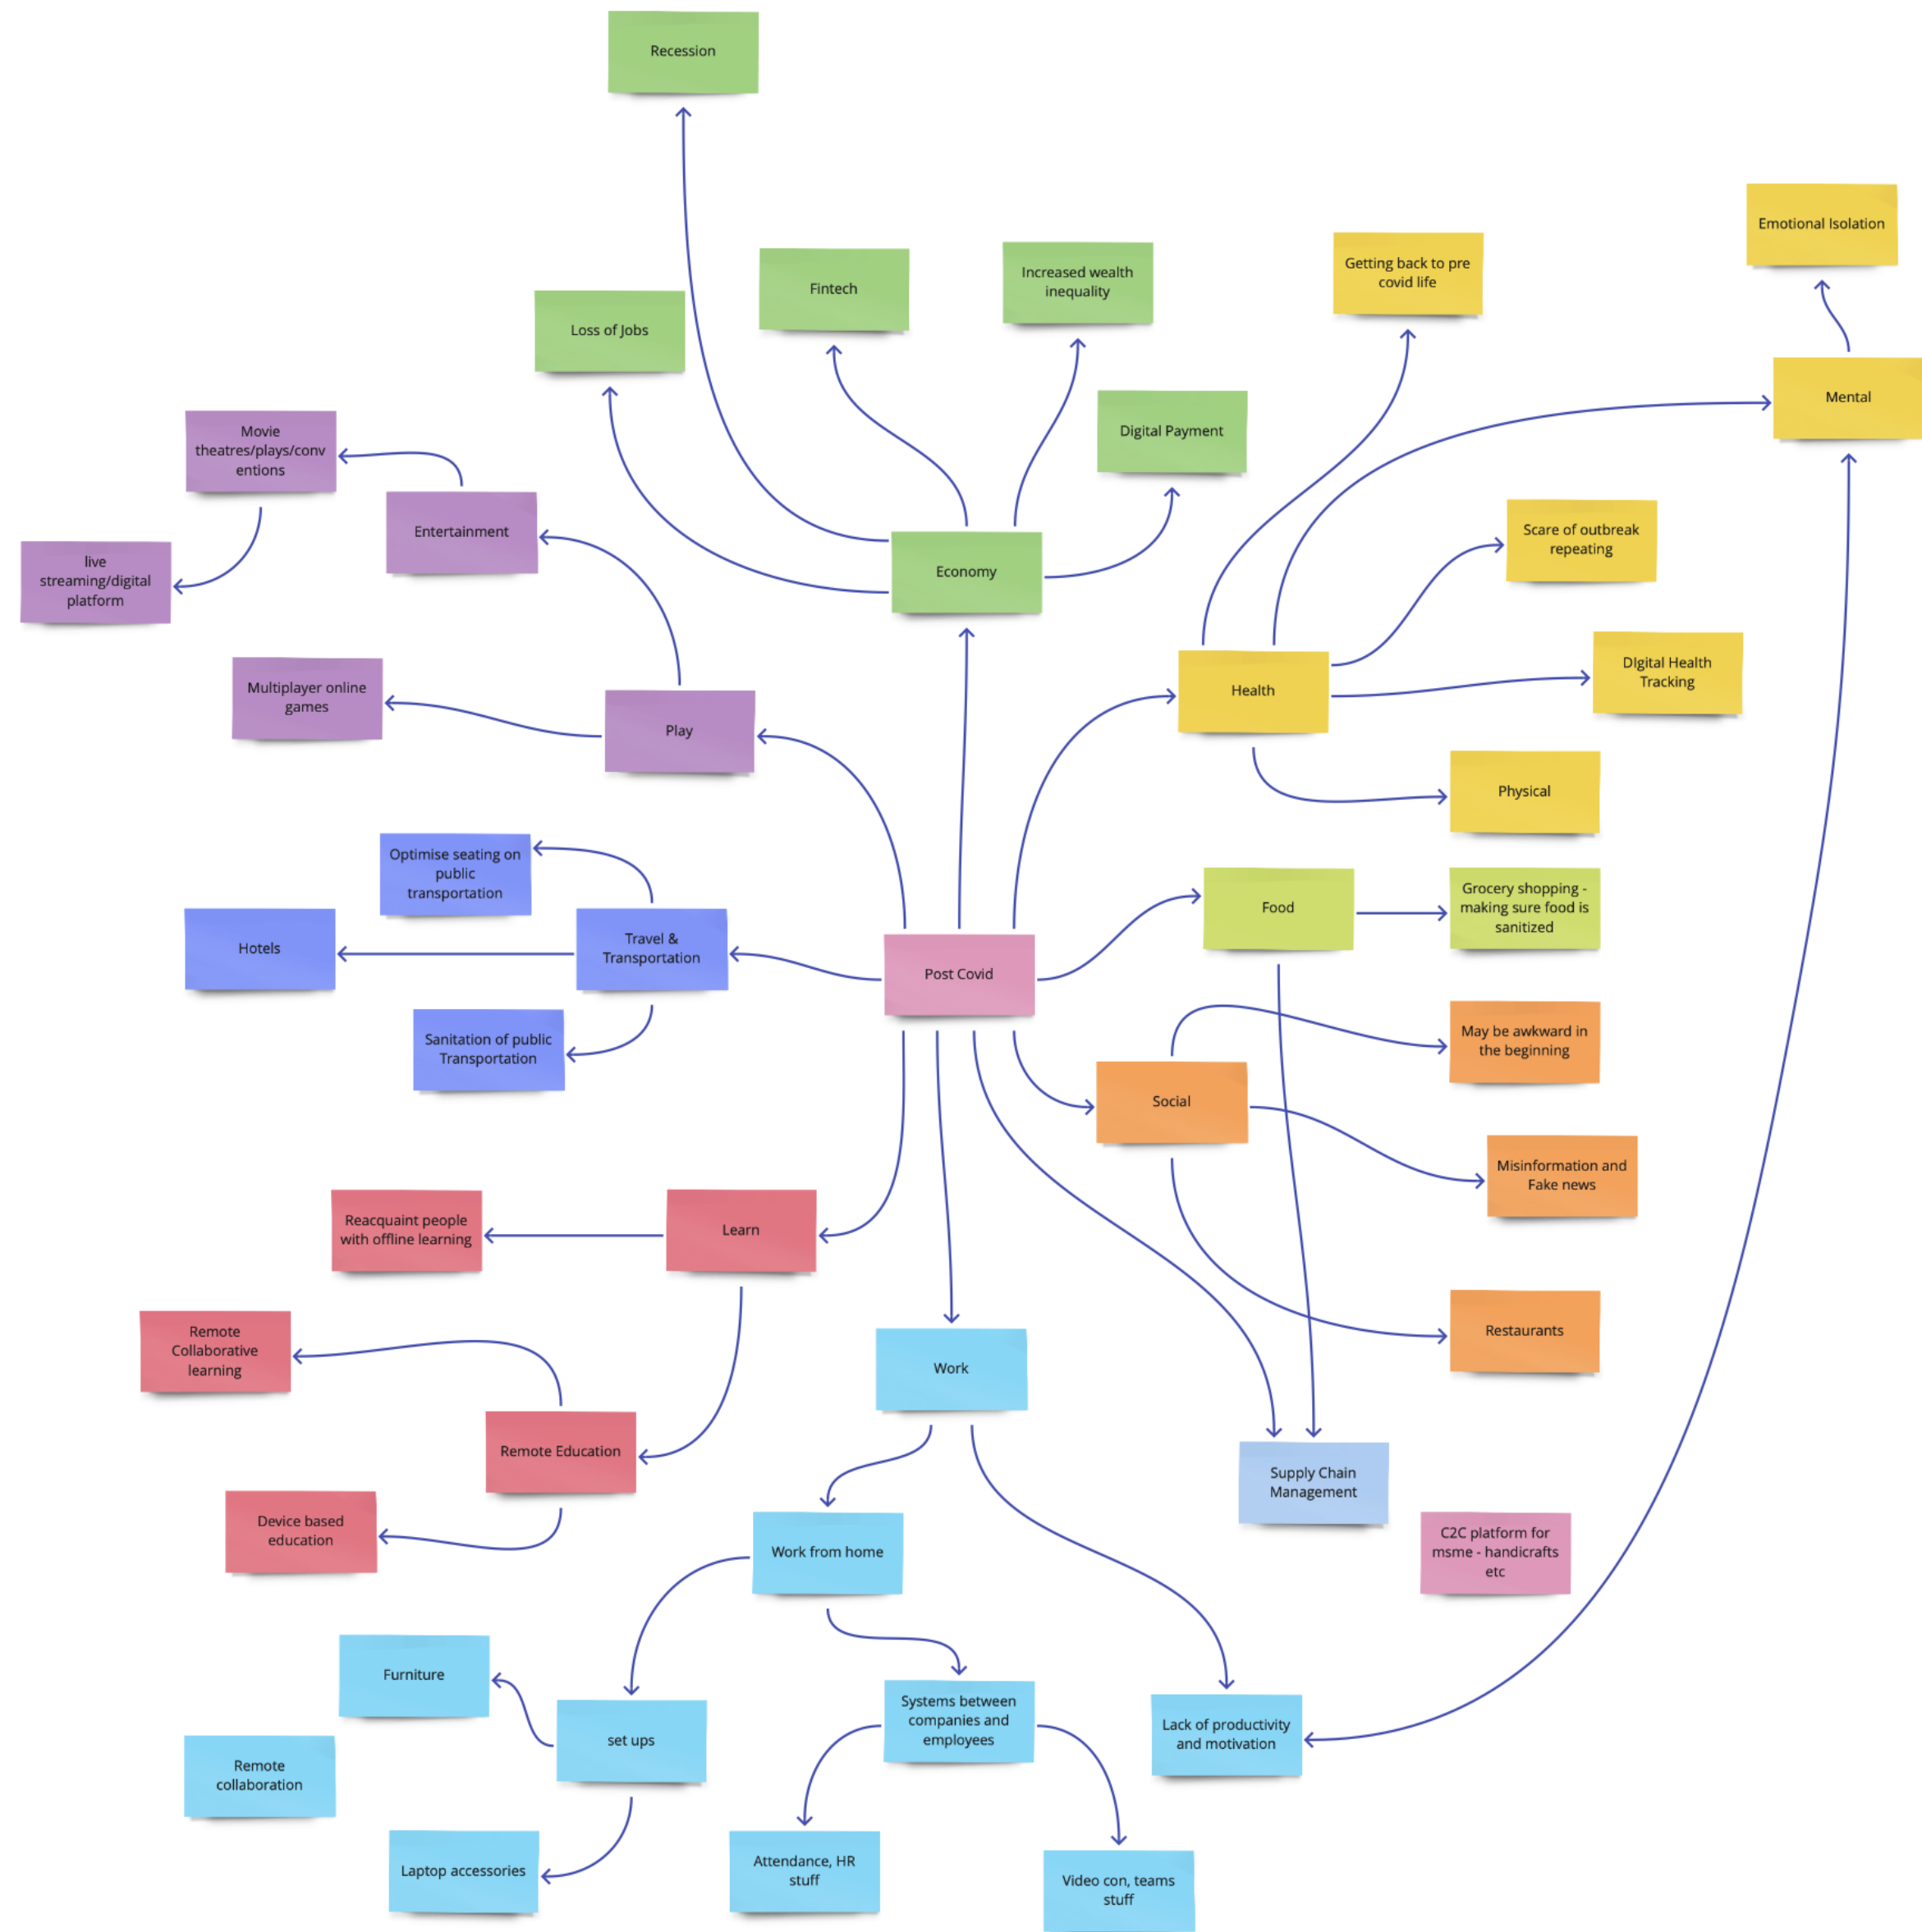 Recession
Emotional Isolation
Getting back to pre
covid life
Increased wealth
inequality
Fintech
Loss of Jobs
Mental
Digital Payment
Movie
theatres/plays/conv
entions
Entertainment
Scare of outbreak
repeating
live
streaming/digital
platform
Economy
DIgital Health
Tracking
Multiplayer online
games
Health
Play
Physical
Optimise seating on
public
transportation
Food
Grocery shopping -
making sure food is
sanitized
Hotels
Travel &
Transportation
Post Covid
Sanitation of public
Transportation
May be awkward in
the beginning
Social
Misinformation and
Fake news
Reacquaint people
with offline learning
Learn
Remote
Collaborative
learning
Work
Restaurants
Remote Education
Supply Chain
Management
Device based
education
Work from home
C2C platform for
msme - handicrafts
etc
Furniture
set ups
Systems between
companies and
employees
Lack of productivity
and motivation
Remote
collaboration
Laptop accessories
Attendance, HR
stuff
Video con, teams
stuff